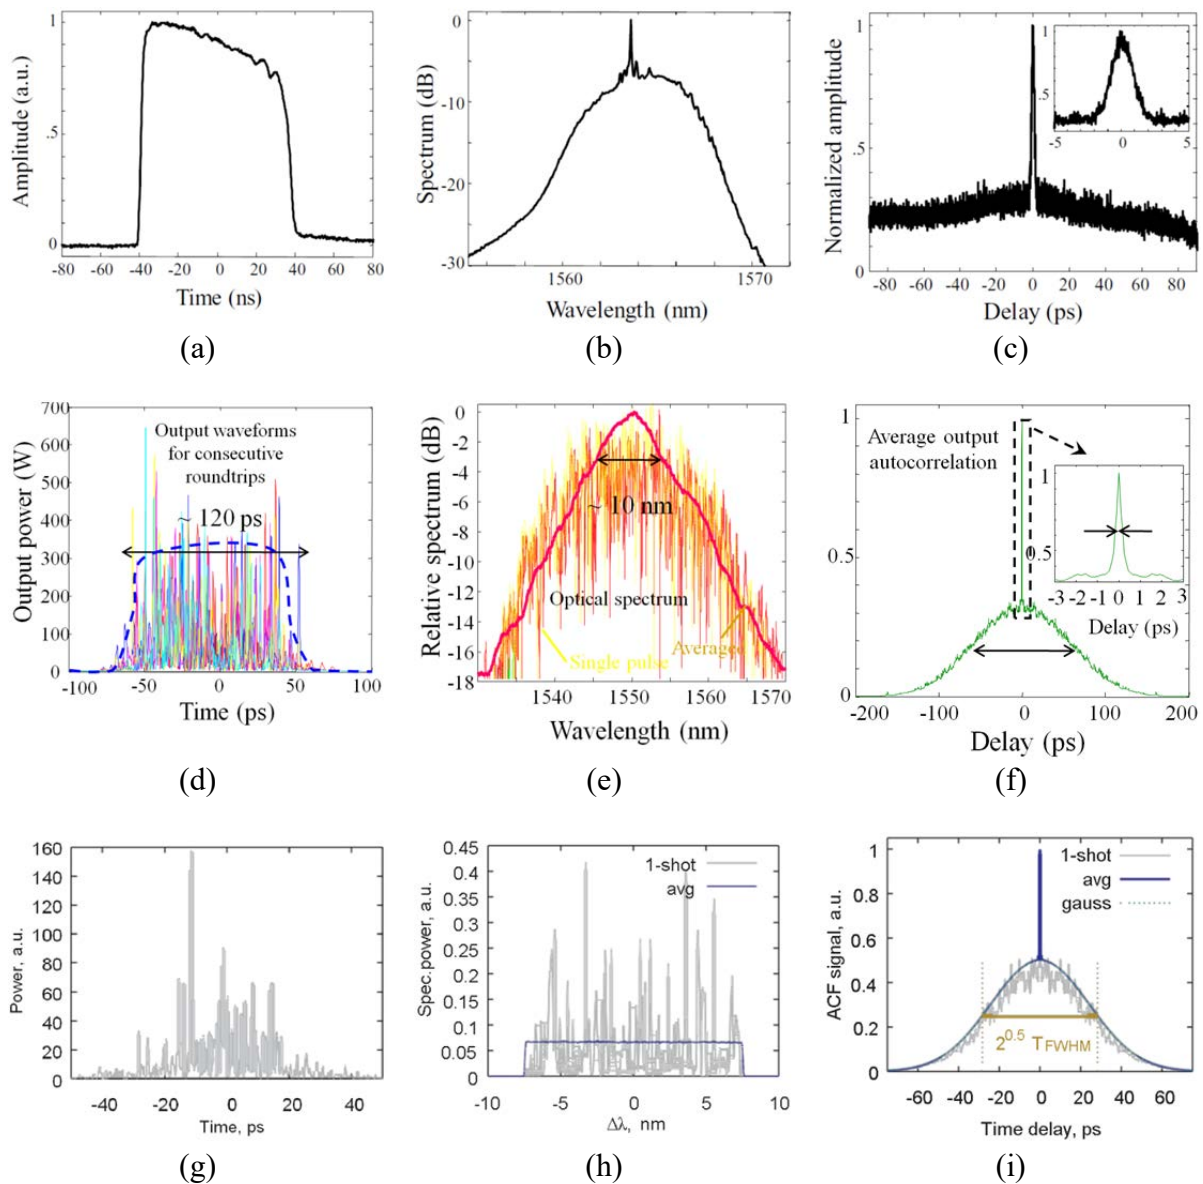 1
.5
0
Amplitude (a.u.)
-80 -60 -40 -20 0 20 40 60 80
Time (ns)
(a)
0
-10
-20
-30
Spectrum (dB)
1560 1570
Wavelength (nm)
(b)
1
.5
0
Normalized amplitude
1
.5
-5 0 5
-80 -60 -40 -20 0 20 40 60 80
Delay (ps)
(c)
700
600
500
400
300
200
100
0
Output power (W)
Output waveforms
for consecutive
roundtrips
~ 120 ps
-100 -50 0 50 100
Time (ps)
(d)
0
-2
-4
-6
-8
-10
-12
-14
-16
-18
Relative spectrum (dB)
~ 10 nm
Optical spectrum
Single pulse
Averaged
1540 1550 1560 1570
Wavelength (nm)
(e)
1
0.5
0
Average output
autocorrelation
1
0.5
-3 -2 -1 0 1 2 3
Delay (ps)
-200 -100 0 100 200
Delay (ps)
(f)
160
140
120
100
80
60
40
20
0
Power, a.u.
-40 -20 0 20 40
Time, ps
(g)
0.45
0.4
0.35
0.3
0.25
0.2
0.15
0.1
0.05
0
Spec.power, a.u.
1-shot
avg
-10 -5 0 5 10
Δλ, nm
(h)
1
0.8
0.6
0.4
0.2
0
ACF signal, a.u.
1-shot
avg
gauss
2^0.5 TFWHM
-60 -40 -20 0 20 40 60
Time delay, ps
(i)